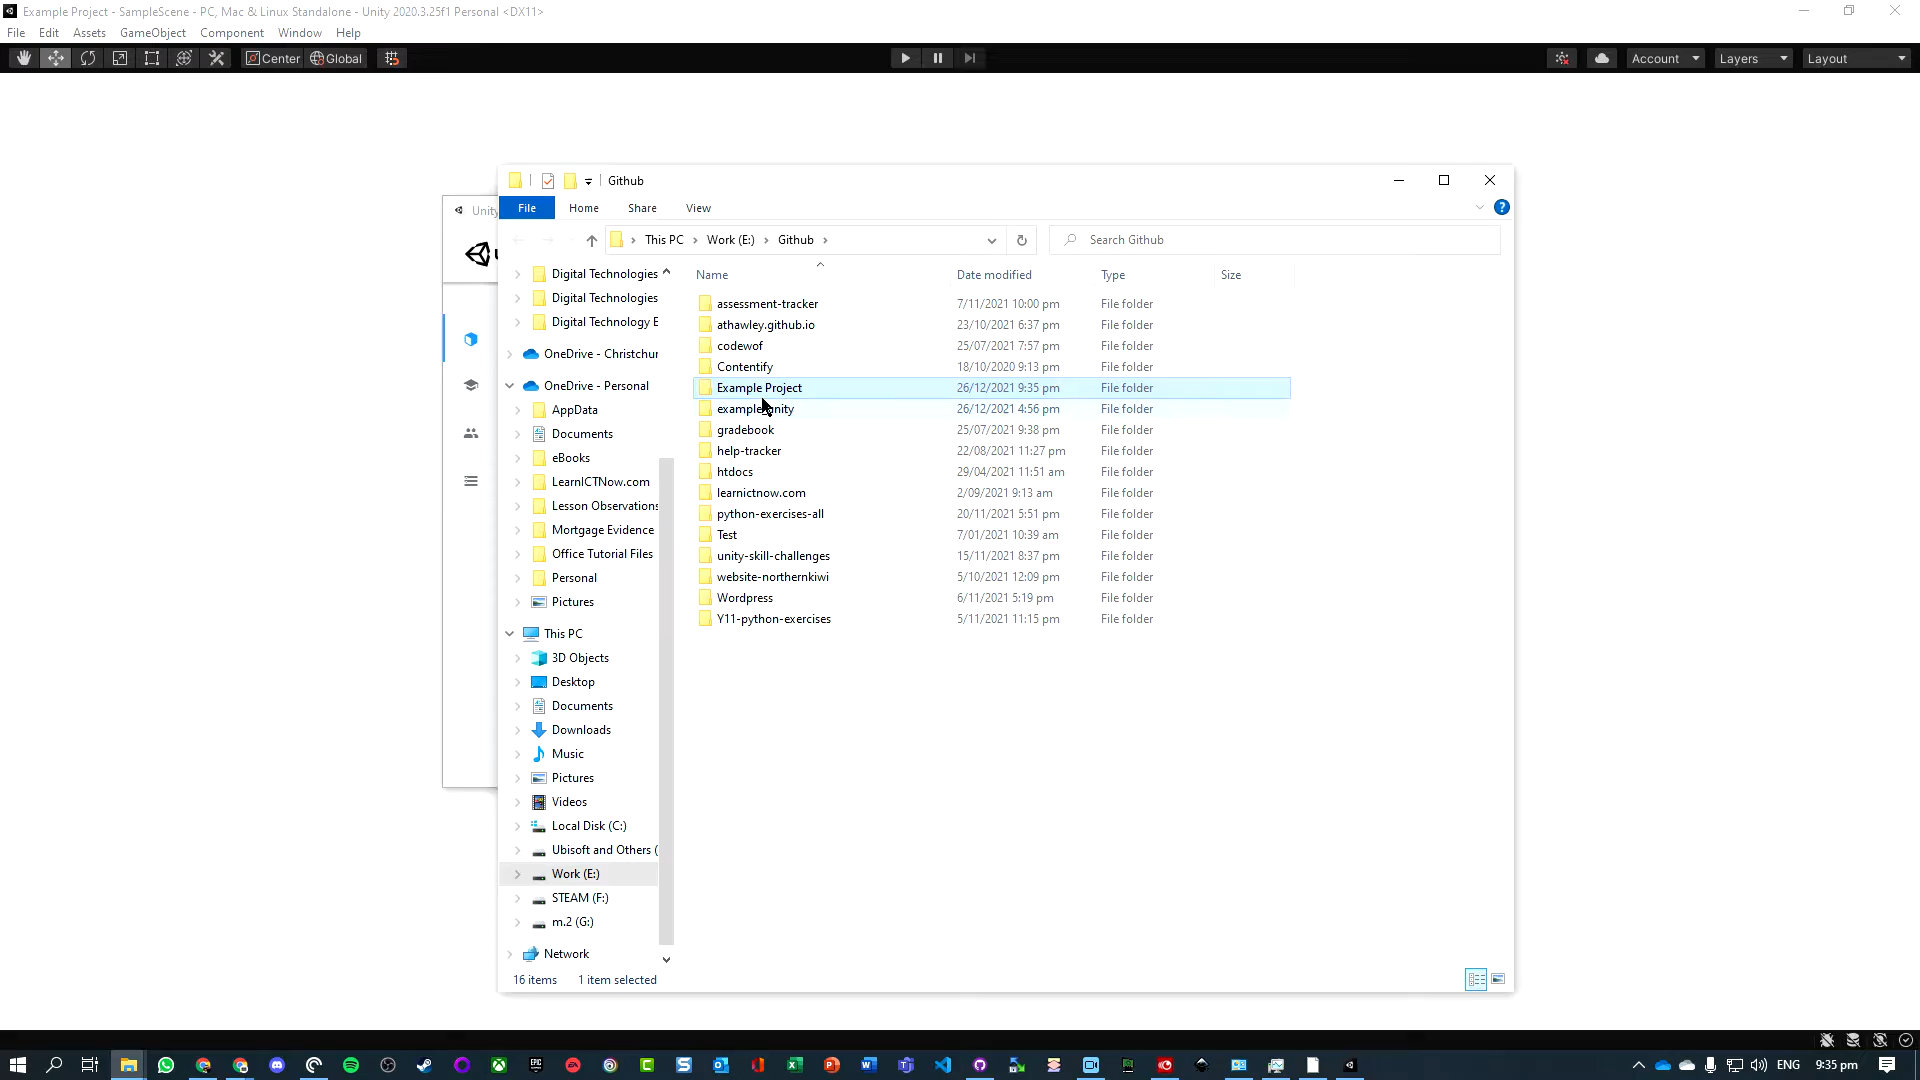 Example Project - SampleScene - PC, Mac & Linux Standalone - Unity 2020.3.25f1 Personal <DX11>
File Edit Assets GameObject Component Window Help
Center Global Account Layers Layout
Github
Unity
File Home Share View
This PC > Work (E:) > Github >
Search Github
Name Date modified Type Size
Digital Technologies
Digital Technologies
Digital Technology E
OneDrive - Christchur
OneDrive - Personal
AppData
Documents
eBooks
LearnICTNow.com
Lesson Observations
Mortgage Evidence
Office Tutorial Files
Personal
Pictures
This PC
3D Objects
Desktop
Documents
Downloads
Music
Pictures
Videos
Local Disk (C:)
Ubisoft and Others (
Work (E:)
STEAM (F:)
m.2 (G:)
Network
assessment-tracker 7/11/2021 10:00 pm File folder
athawley.github.io 23/10/2021 6:37 pm File folder
codewof 25/07/2021 7:57 pm File folder
Contentify 18/10/2020 9:13 pm File folder
Example Project 26/12/2021 9:35 pm File folder
26/12/2021 4:56 pm File folder
gradebook 25/07/2021 9:38 pm File folder
help-tracker 22/08/2021 11:27 pm File folder
htdocs 29/04/2021 11:51 am File folder
learnictnow.com 2/09/2021 9:13 am File folder
python-exercises-all 20/11/2021 5:51 pm File folder
Test 7/01/2021 10:39 am File folder
unity-skill-challenges 15/11/2021 8:37 pm File folder
website-northernkiwi 5/10/2021 12:09 pm File folder
Wordpress 6/11/2021 5:19 pm File folder
Y11-python-exercises 5/11/2021 11:15 pm File folder
16 items 1 item selected
ENG 9:35 pm